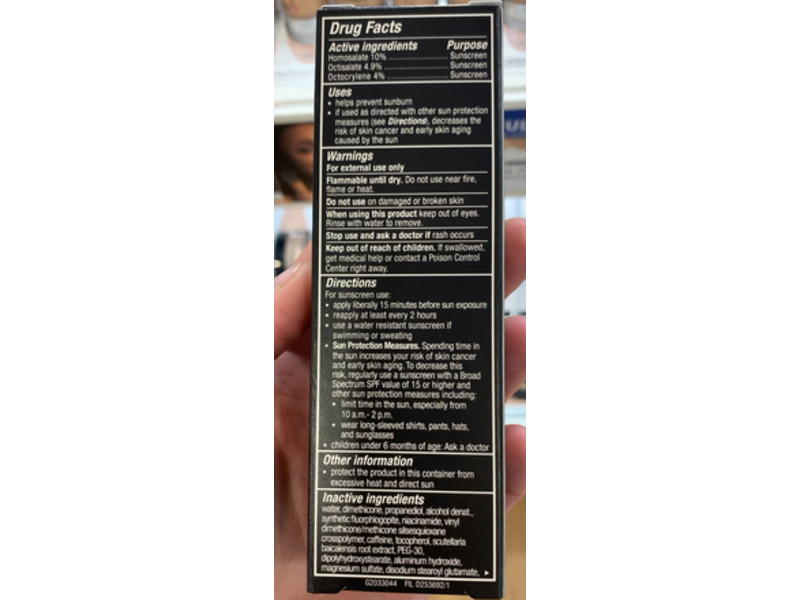 Drug Facts
Active ingredients Purpose
Homosalate 10% Sunscreen
Octisalate 4.9% Sunscreen
Octocrylene 4% Sunscreen
Uses
• helps prevent sunburn
• if used as directed with other sun protection
measures (see Directions), decreases the
risk of skin cancer and early skin aging
caused by the sun
Warnings
For external use only
Flammable until dry. Do not use near fire,
flame or heat.
Do not use on damaged or broken skin
When using this product keep out of eyes.
Rinse with water to remove.
Stop use and ask a doctor if rash occurs
Keep out of reach of children. If swallowed,
get medical help or contact a Poison Control
Center right away.
Directions
For sunscreen use:
• apply liberally 15 minutes before sun exposure
• reapply at least every 2 hours
• use a water resistant sunscreen if
swimming or sweating
• Sun Protection Measures. Spending time in
the sun increases your risk of skin cancer
and early skin aging. To decrease this
risk, regularly use a sunscreen with a Broad
Spectrum SPF value of 15 or higher and
other sun protection measures including:
• limit time in the sun, especially from
10 a.m.- 2 p.m.
• wear long-sleeved shirts, pants, hats,
and sunglasses
• children under 6 months of age: Ask a doctor
Other information
• protect the product in this container from
excessive heat and direct sun
Inactive ingredients
water, dimethicone, propanediol, alcohol denat.,
synthetic fluorphlogopite, niacinamide, vinyl
dimethicone/methicone silsesquioxane
crosspolymer, caffeine, tocopherol, scutellaria
baicalensis root extract, PEG-30,
dipolyhydroxystearate, aluminum hydroxide,
magnesium sulfate, disodium stearoyl glutamate,
G2033044 FIL D253692/1